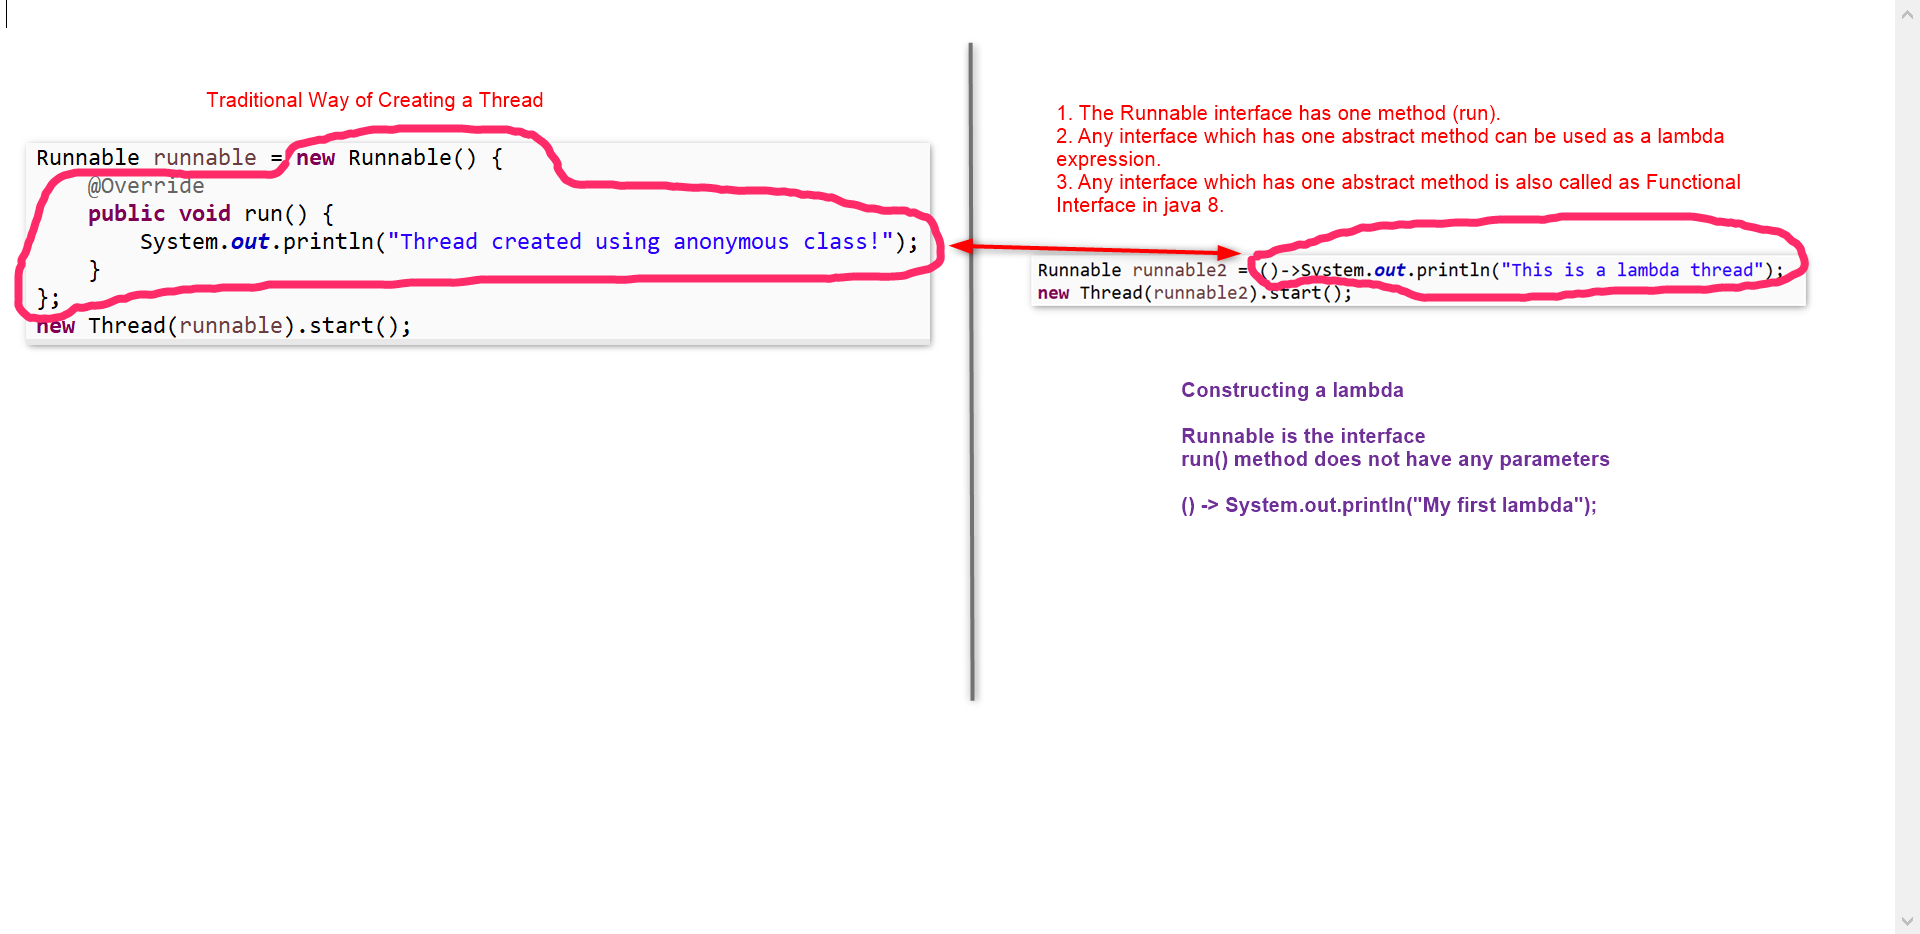 Traditional Way of Creating a Thread
Runnable runnable = new Runnable() {
@Override
public void run() {
System.out.println("Thread created using anonymous class!");
}
};
new Thread(runnable).start();
1. The Runnable interface has one method (run).
2. Any interface which has one abstract method can be used as a lambda
expression.
3. Any interface which has one abstract method is also called as Functional
Interface in java 8.
Runnable runnable2 = ()->System.out.println("This is a lambda thread");
new Thread(runnable2).start();
Constructing a lambda
Runnable is the interface
run() method does not have any parameters
() -> System.out.println("My first lambda");